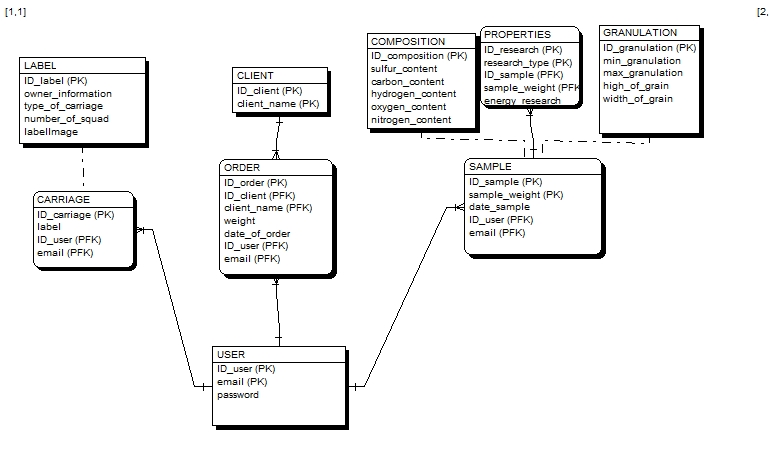 [1,1]
[2,
LABEL
ID_label (PK)
owner_information
type_of_carriage
number_of_squad
labelImage
CLIENT
ID_client (PK)
client_name (PK)
COMPOSITION
ID_composition (PK)
sulfur_content
carbon_content
hydrogen_content
oxygen_content
nitrogen_content
PROPERTIES
ID_research (PK)
research_type (PK)
ID_sample (PFK)
sample_weight (PFK
energy_research
GRANULATION
ID_granulation (PK)
min_granulation
max_granulation
high_of_grain
width_of_grain
CARRIAGE
ID_carriage (PK)
label
ID_user (PFK)
email (PFK)
ORDER
ID_order (PK)
ID_client (PFK)
client_name (PFK)
weight
date_of_order
ID_user (PFK)
email (PFK)
SAMPLE
ID_sample (PK)
sample_weight (PK)
date_sample
ID_user (PFK)
email (PFK)
USER
ID_user (PK)
email (PK)
password